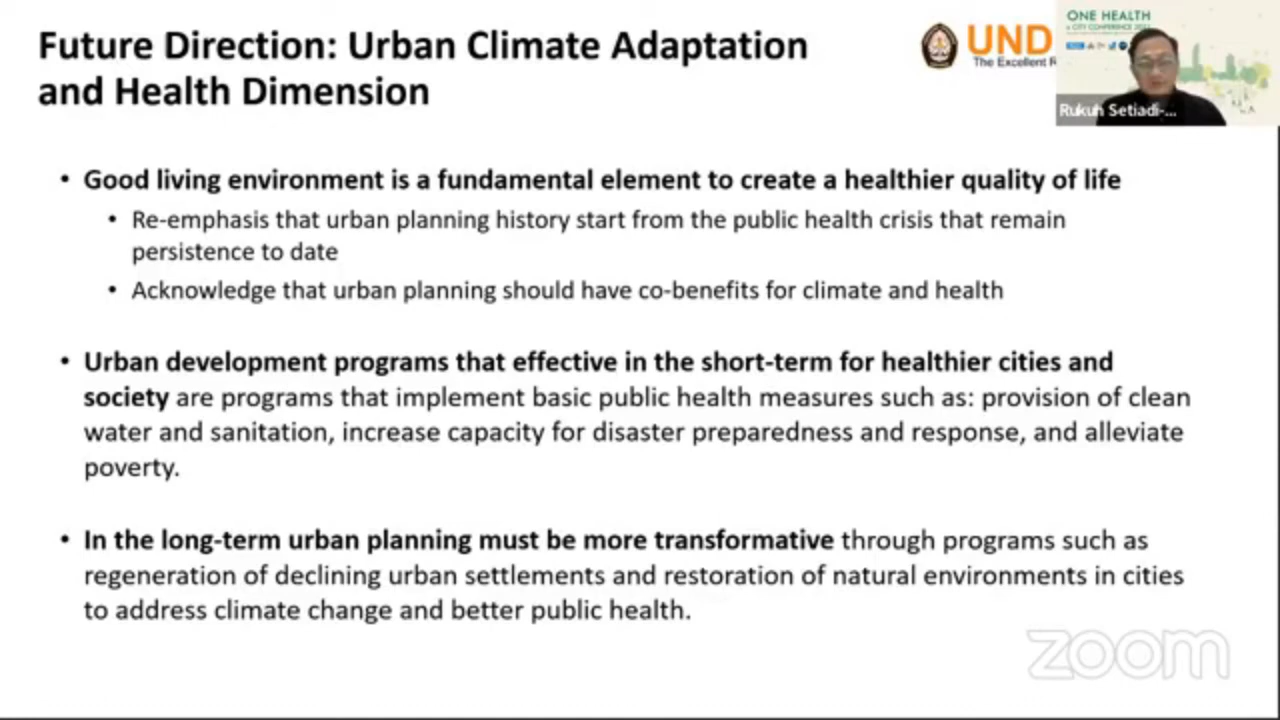 Future Direction: Urban Climate Adaptation
and Health Dimension
UND
The Excellent R
ONE HEALTH
Rukuh Setiadi-...
• Good living environment is a fundamental element to create a healthier quality of life
• Re-emphasis that urban planning history start from the public health crisis that remain
persistence to date
• Acknowledge that urban planning should have co-benefits for climate and health
• Urban development programs that effective in the short-term for healthier cities and
society are programs that implement basic public health measures such as: provision of clean
water and sanitation, increase capacity for disaster preparedness and response, and alleviate
poverty.
• In the long-term urban planning must be more transformative through programs such as
regeneration of declining urban settlements and restoration of natural environments in cities
to address climate change and better public health.
zoom